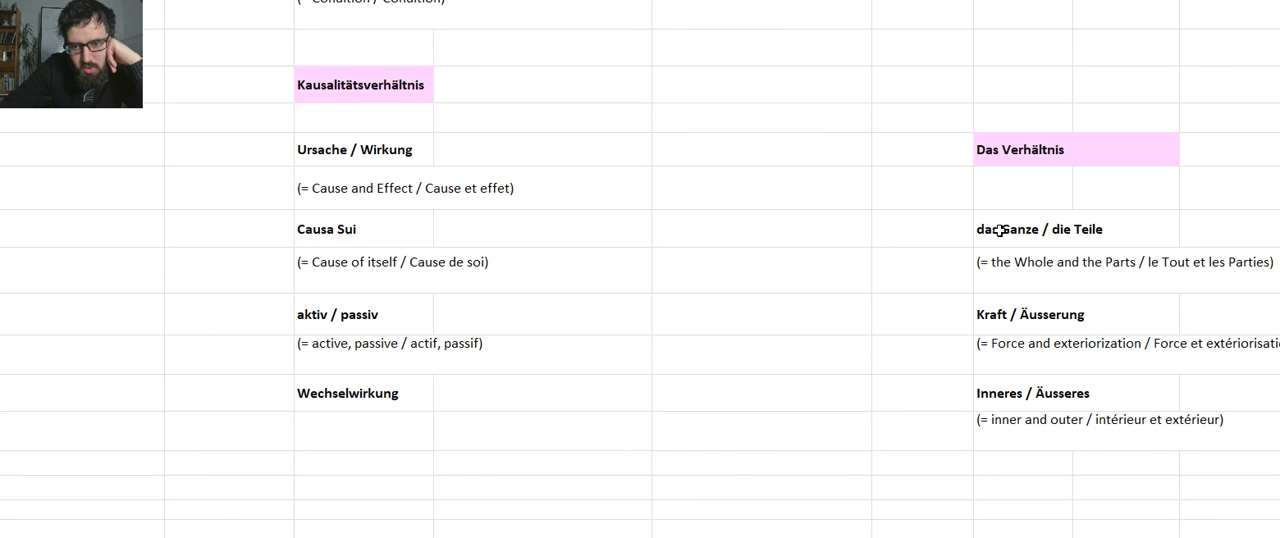 (= Condition / Condition)
Kausalitätsverhältnis
Ursache / Wirkung
(= Cause and Effect / Cause et effet)
Causa Sui
(= Cause of itself / Cause de soi)
aktiv / passiv
(= active, passive / actif, passif)
Wechselwirkung
Das Verhältnis
das Ganze / die Teile
(= the Whole and the Parts / le Tout et les Parties)
Kraft / Äusserung
(= Force and exteriorization / Force et extériorisati
Inneres / Äusseres
(= inner and outer / intérieur et extérieur)